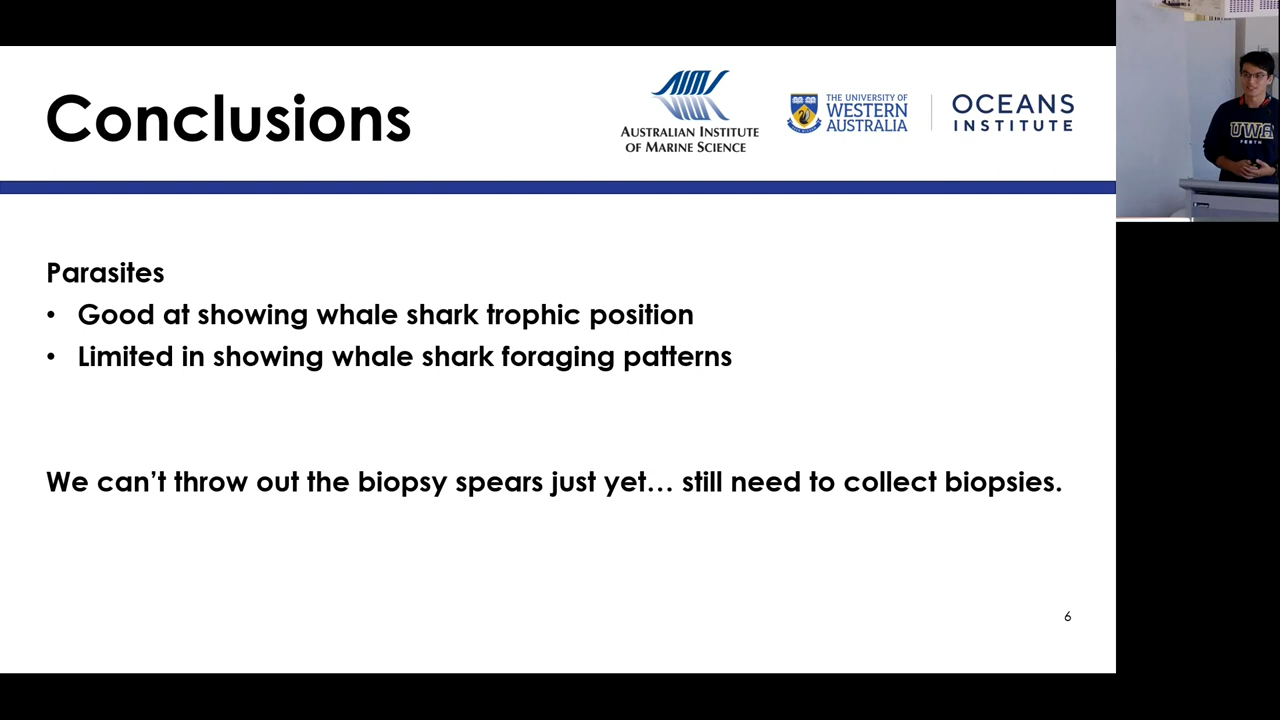 Conclusions
AIMS
AUSTRALIAN INSTITUTE
OF MARINE SCIENCE
THE UNIVERSITY OF
WESTERN
AUSTRALIA
OCEANS
INSTITUTE
UWA
PERTH
Parasites
• Good at showing whale shark trophic position
• Limited in showing whale shark foraging patterns
We can’t throw out the biopsy spears just yet… still need to collect biopsies.
6